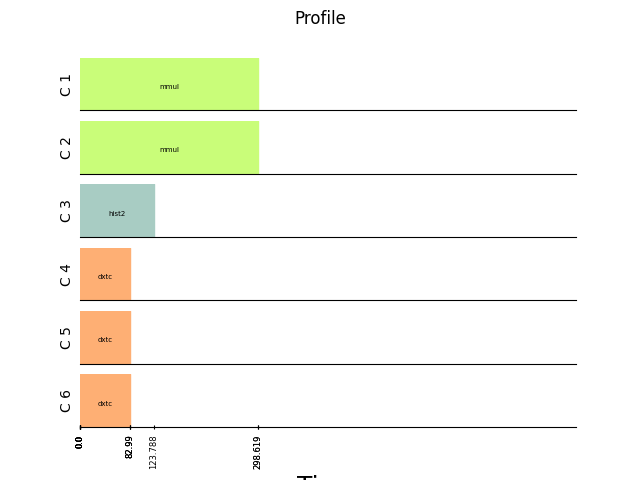 Profile
C 1
mmul
C 2
mmul
C 3
hist2
C 4
dxtc
C 5
dxtc
C 6
dxtc
0.0
82.99
123.788
298.619